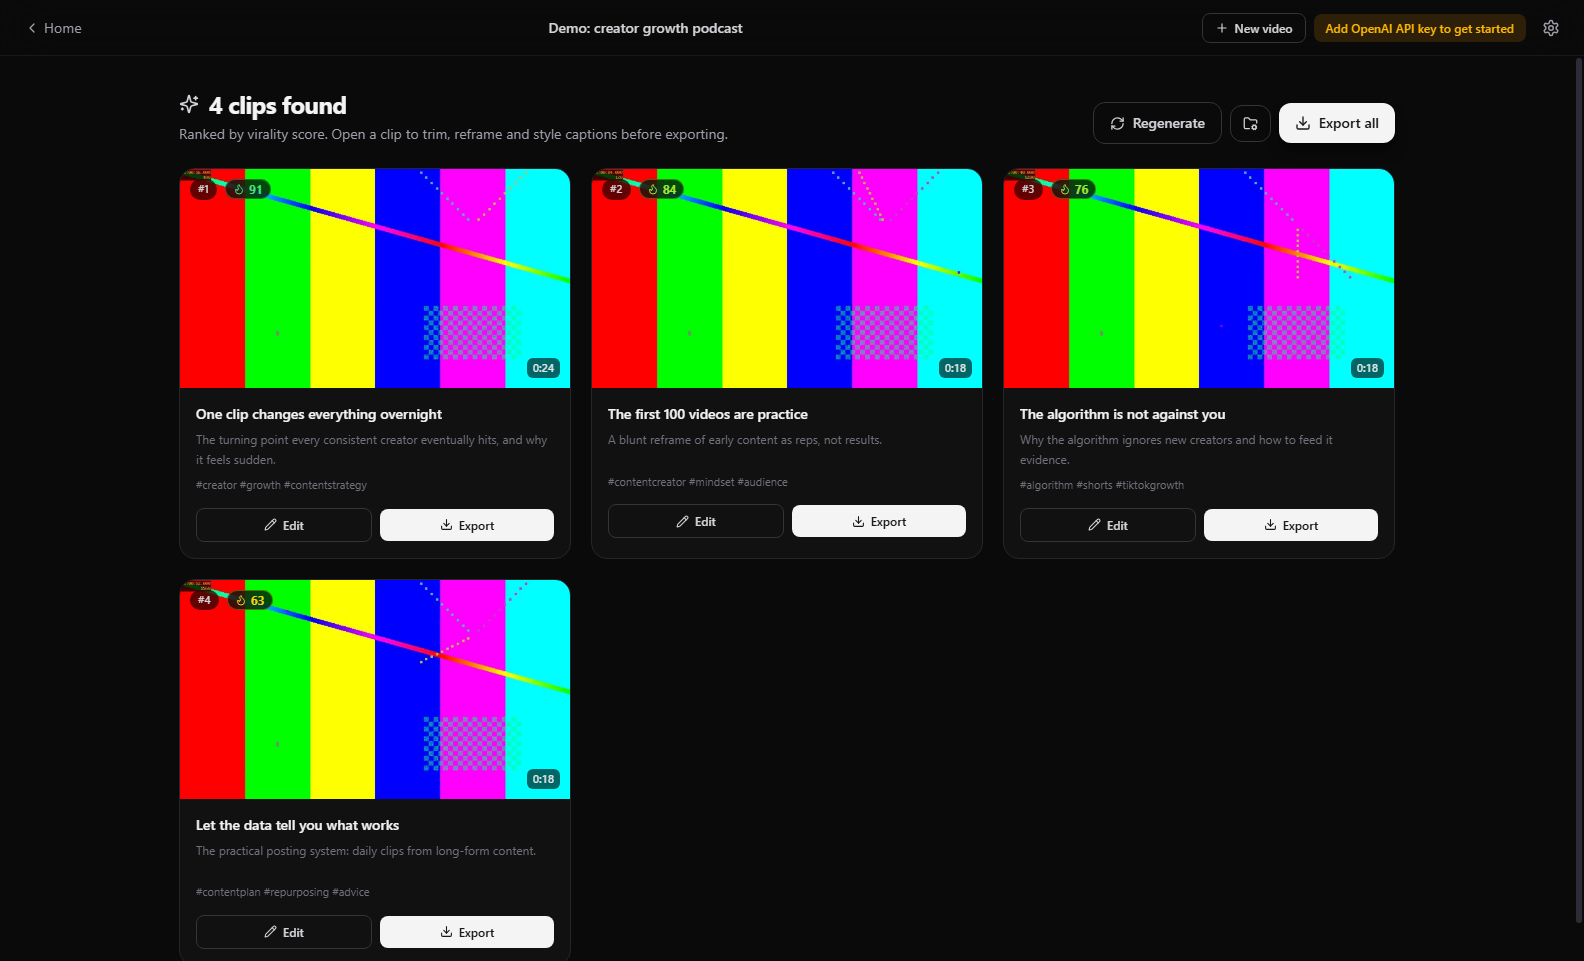 Home
Demo: creator growth podcast
New video
Add OpenAI API key to get started
4 clips found
Ranked by virality score. Open a clip to trim, reframe and style captions before exporting.
Regenerate
Export all
#1
91
0:24
One clip changes everything overnight
The turning point every consistent creator eventually hits, and why
it feels sudden.
#creator #growth #contentstrategy
Edit
Export
#2
84
0:18
The first 100 videos are practice
A blunt reframe of early content as reps, not results.
#contentcreator #mindset #audience
Edit
Export
#3
76
0:18
The algorithm is not against you
Why the algorithm ignores new creators and how to feed it
evidence.
#algorithm #shorts #tiktokgrowth
Edit
Export
#4
63
0:18
Let the data tell you what works
The practical posting system: daily clips from long-form content.
#contentplan #repurposing #advice
Edit
Export